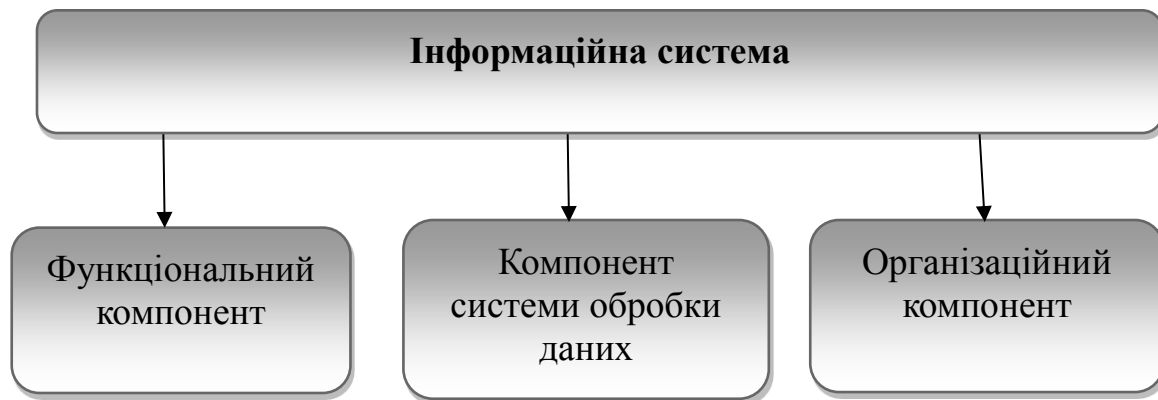 Інформаційна система
Функціональний
компонент
Компонент
системи обробки
даних
Організаційний
компонент